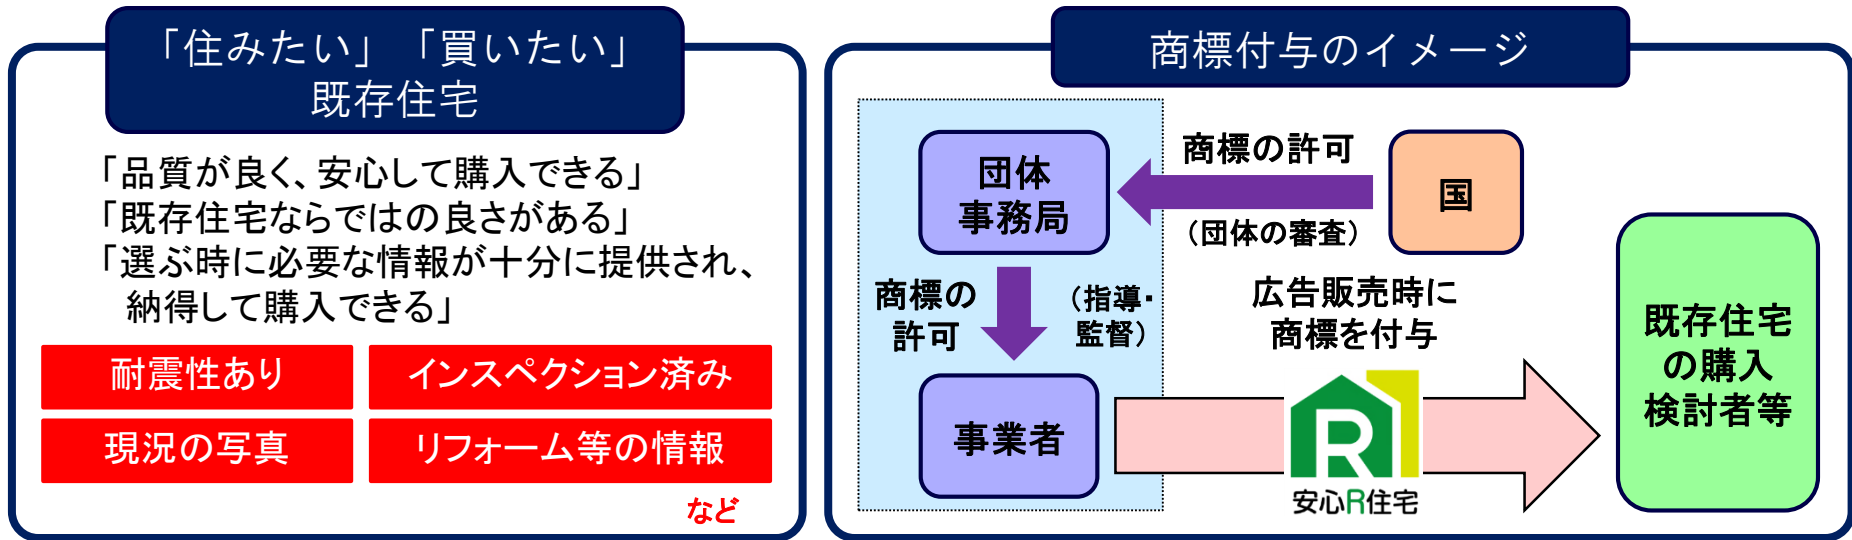 「住みたい」「買いたい」
既存住宅
「品質が良く、安心して購入できる」
「既存住宅ならではの良さがある」
「選ぶ時に必要な情報が十分に提供され、
納得して購入できる」
耐震性あり
インスペクション済み
現況の写真
リフォーム等の情報
など
商標付与のイメージ
団体
事務局
商標の許可
（団体の審査）
国
商標の
許可
（指導・
監督）
事業者
広告販売時に
商標を付与
R
安心R住宅
既存住宅
の購入
検討者等